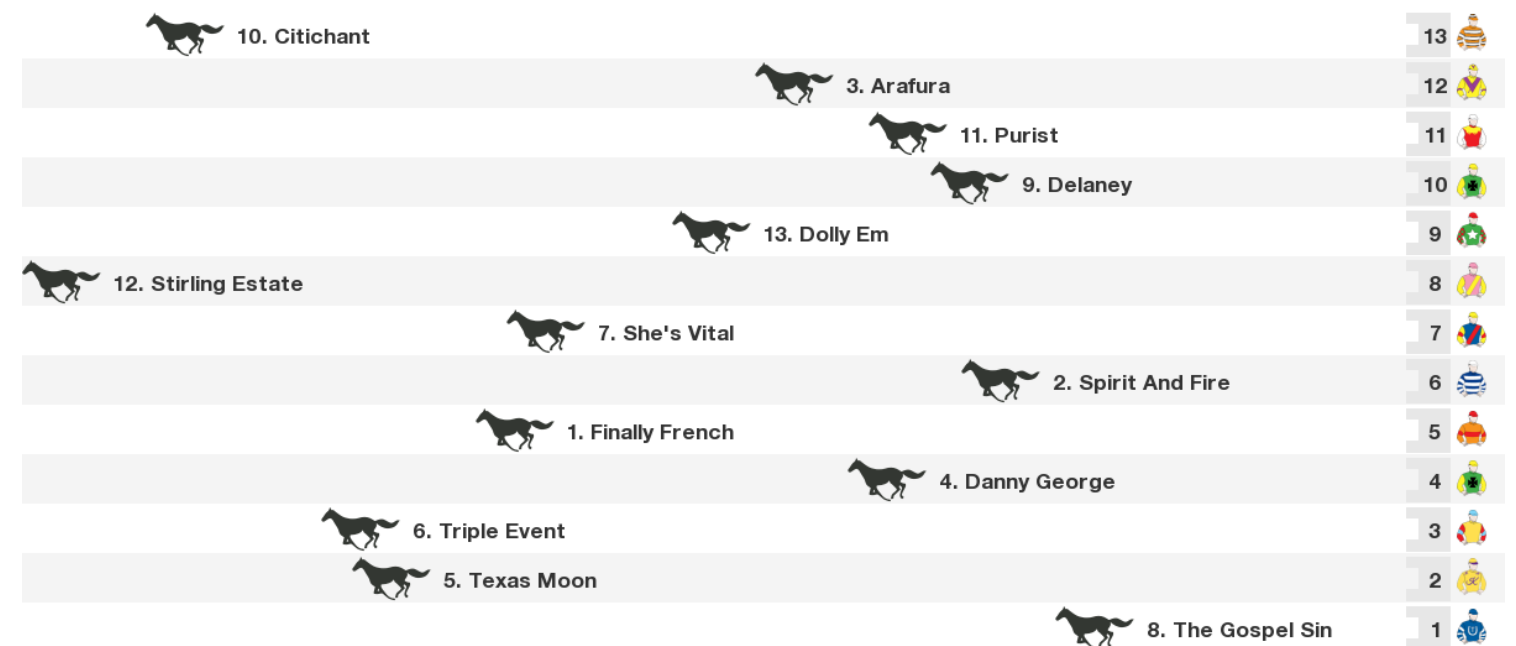 10. Citichant 13
3. Arafura 12
11. Purist 11
9. Delaney 10
13. Dolly Em 9
12. Stirling Estate 8
7. She's Vital 7
2. Spirit And Fire 6
1. Finally French 5
4. Danny George 4
6. Triple Event 3
5. Texas Moon 2
8. The Gospel Sin 1